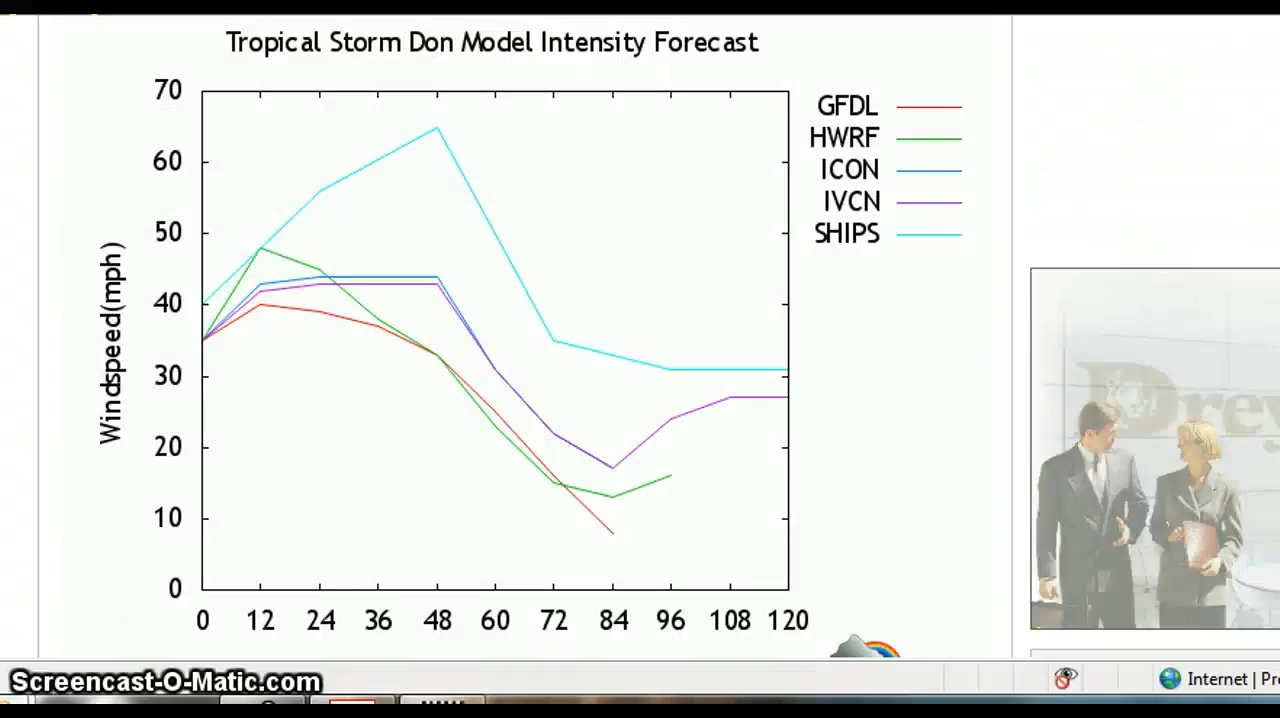 Tropical Storm Don Model Intensity Forecast
70
60
50
40
30
20
10
0
Windspeed(mph)
0 12 24 36 48 60 72 84 96 108 120
GFDL
HWRF
ICON
IVCN
SHIPS
Drey
Screencast-O-Matic.com
Internet | Pr